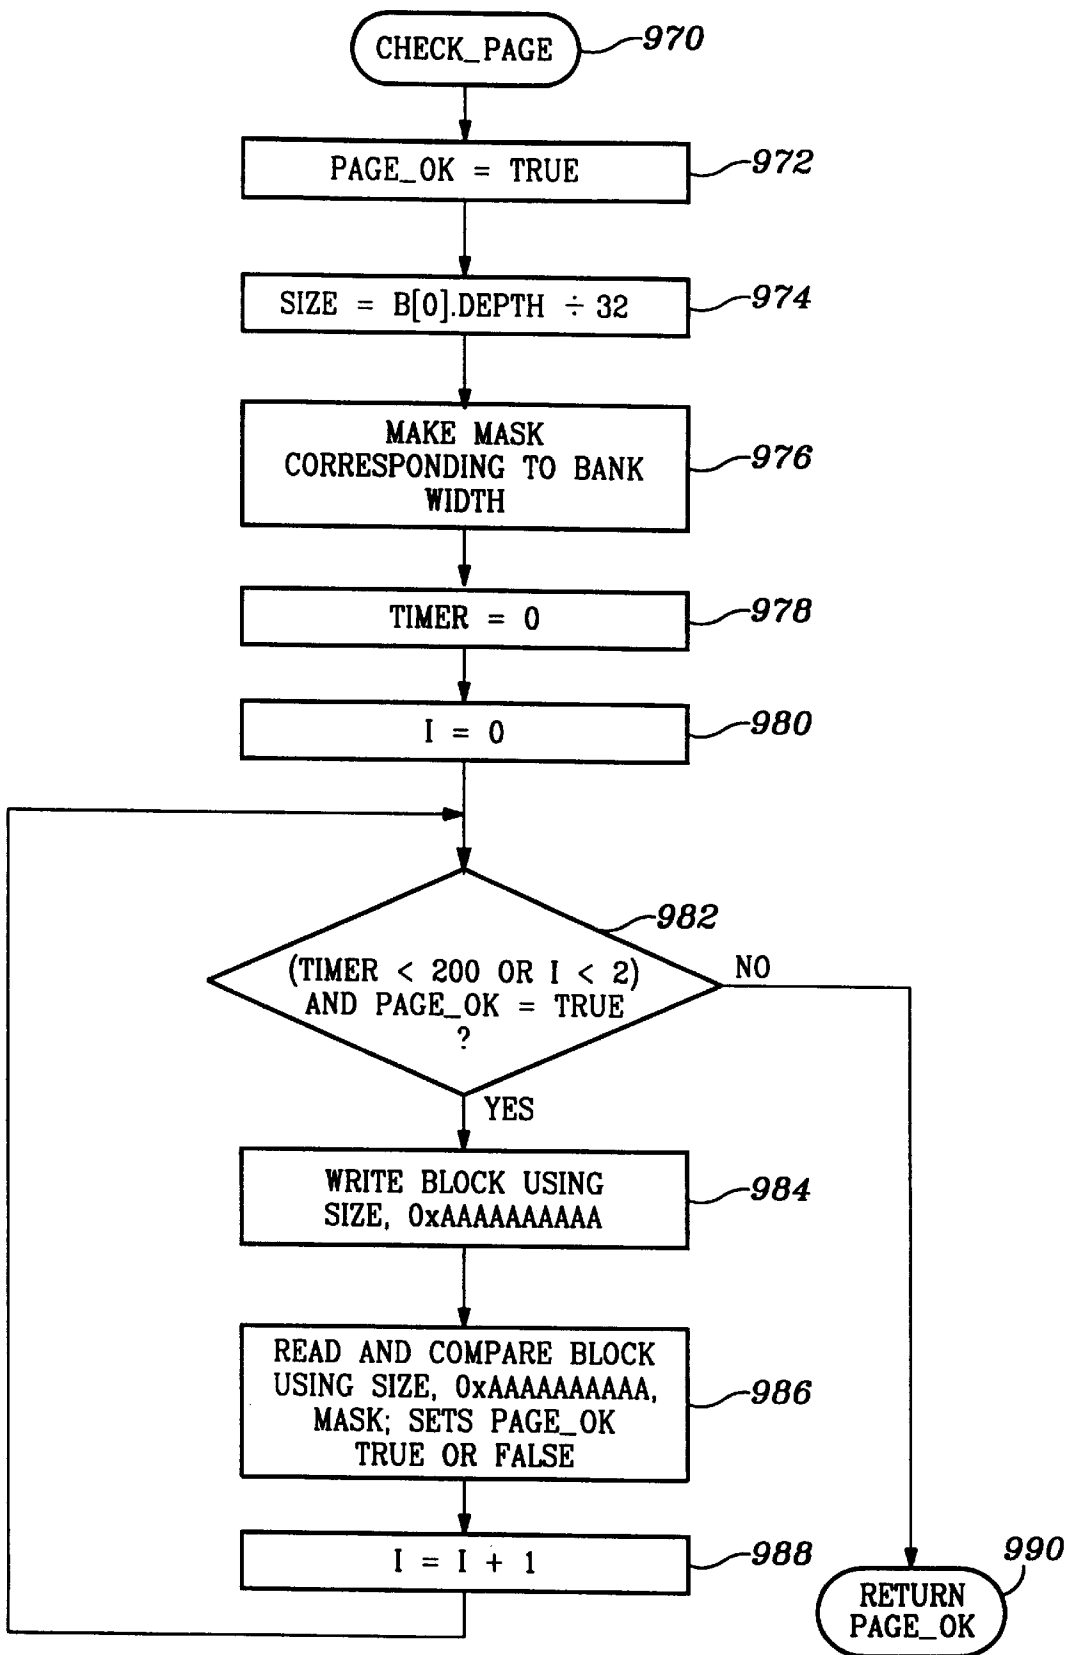 CHECK_PAGE
970
PAGE_OK = TRUE
972
SIZE = B[0].DEPTH ÷ 32
974
MAKE MASK
CORRESPONDING TO BANK
WIDTH
976
TIMER = 0
978
I = 0
980
982
(TIMER < 200 OR I < 2)
AND PAGE_OK = TRUE
?
NO
YES
WRITE BLOCK USING
SIZE, 0xAAAAAAAAAA
984
READ AND COMPARE BLOCK
USING SIZE, 0xAAAAAAAAAA,
MASK; SETS PAGE_OK
TRUE OR FALSE
986
I = I + 1
988
990
RETURN
PAGE_OK